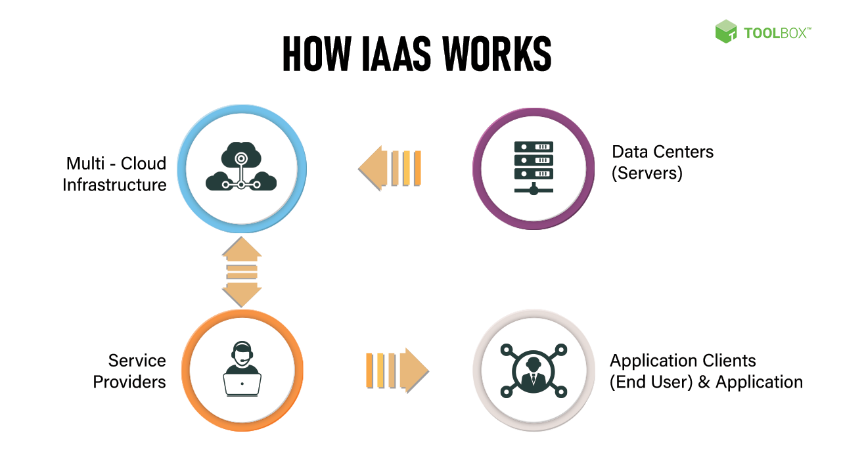 TOOLBOX™
HOW IAAS WORKS
Multi - Cloud
Infrastructure
Data Centers
(Servers)
Service
Providers
Application Clients
(End User) & Application